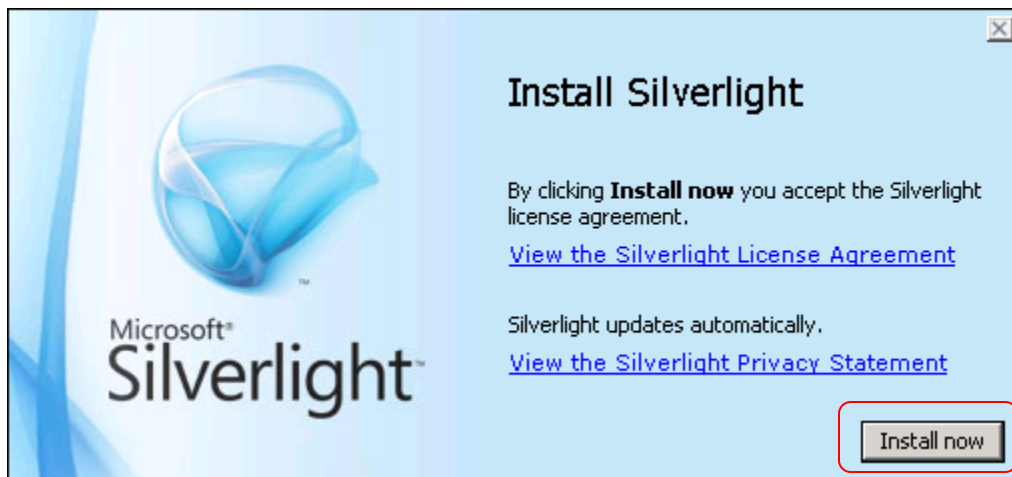 Install Silverlight
By clicking Install now you accept the Silverlight
license agreement.
View the Silverlight License Agreement
Silverlight updates automatically.
View the Silverlight Privacy Statement
Install now
TM
Microsoft®
Silverlight™